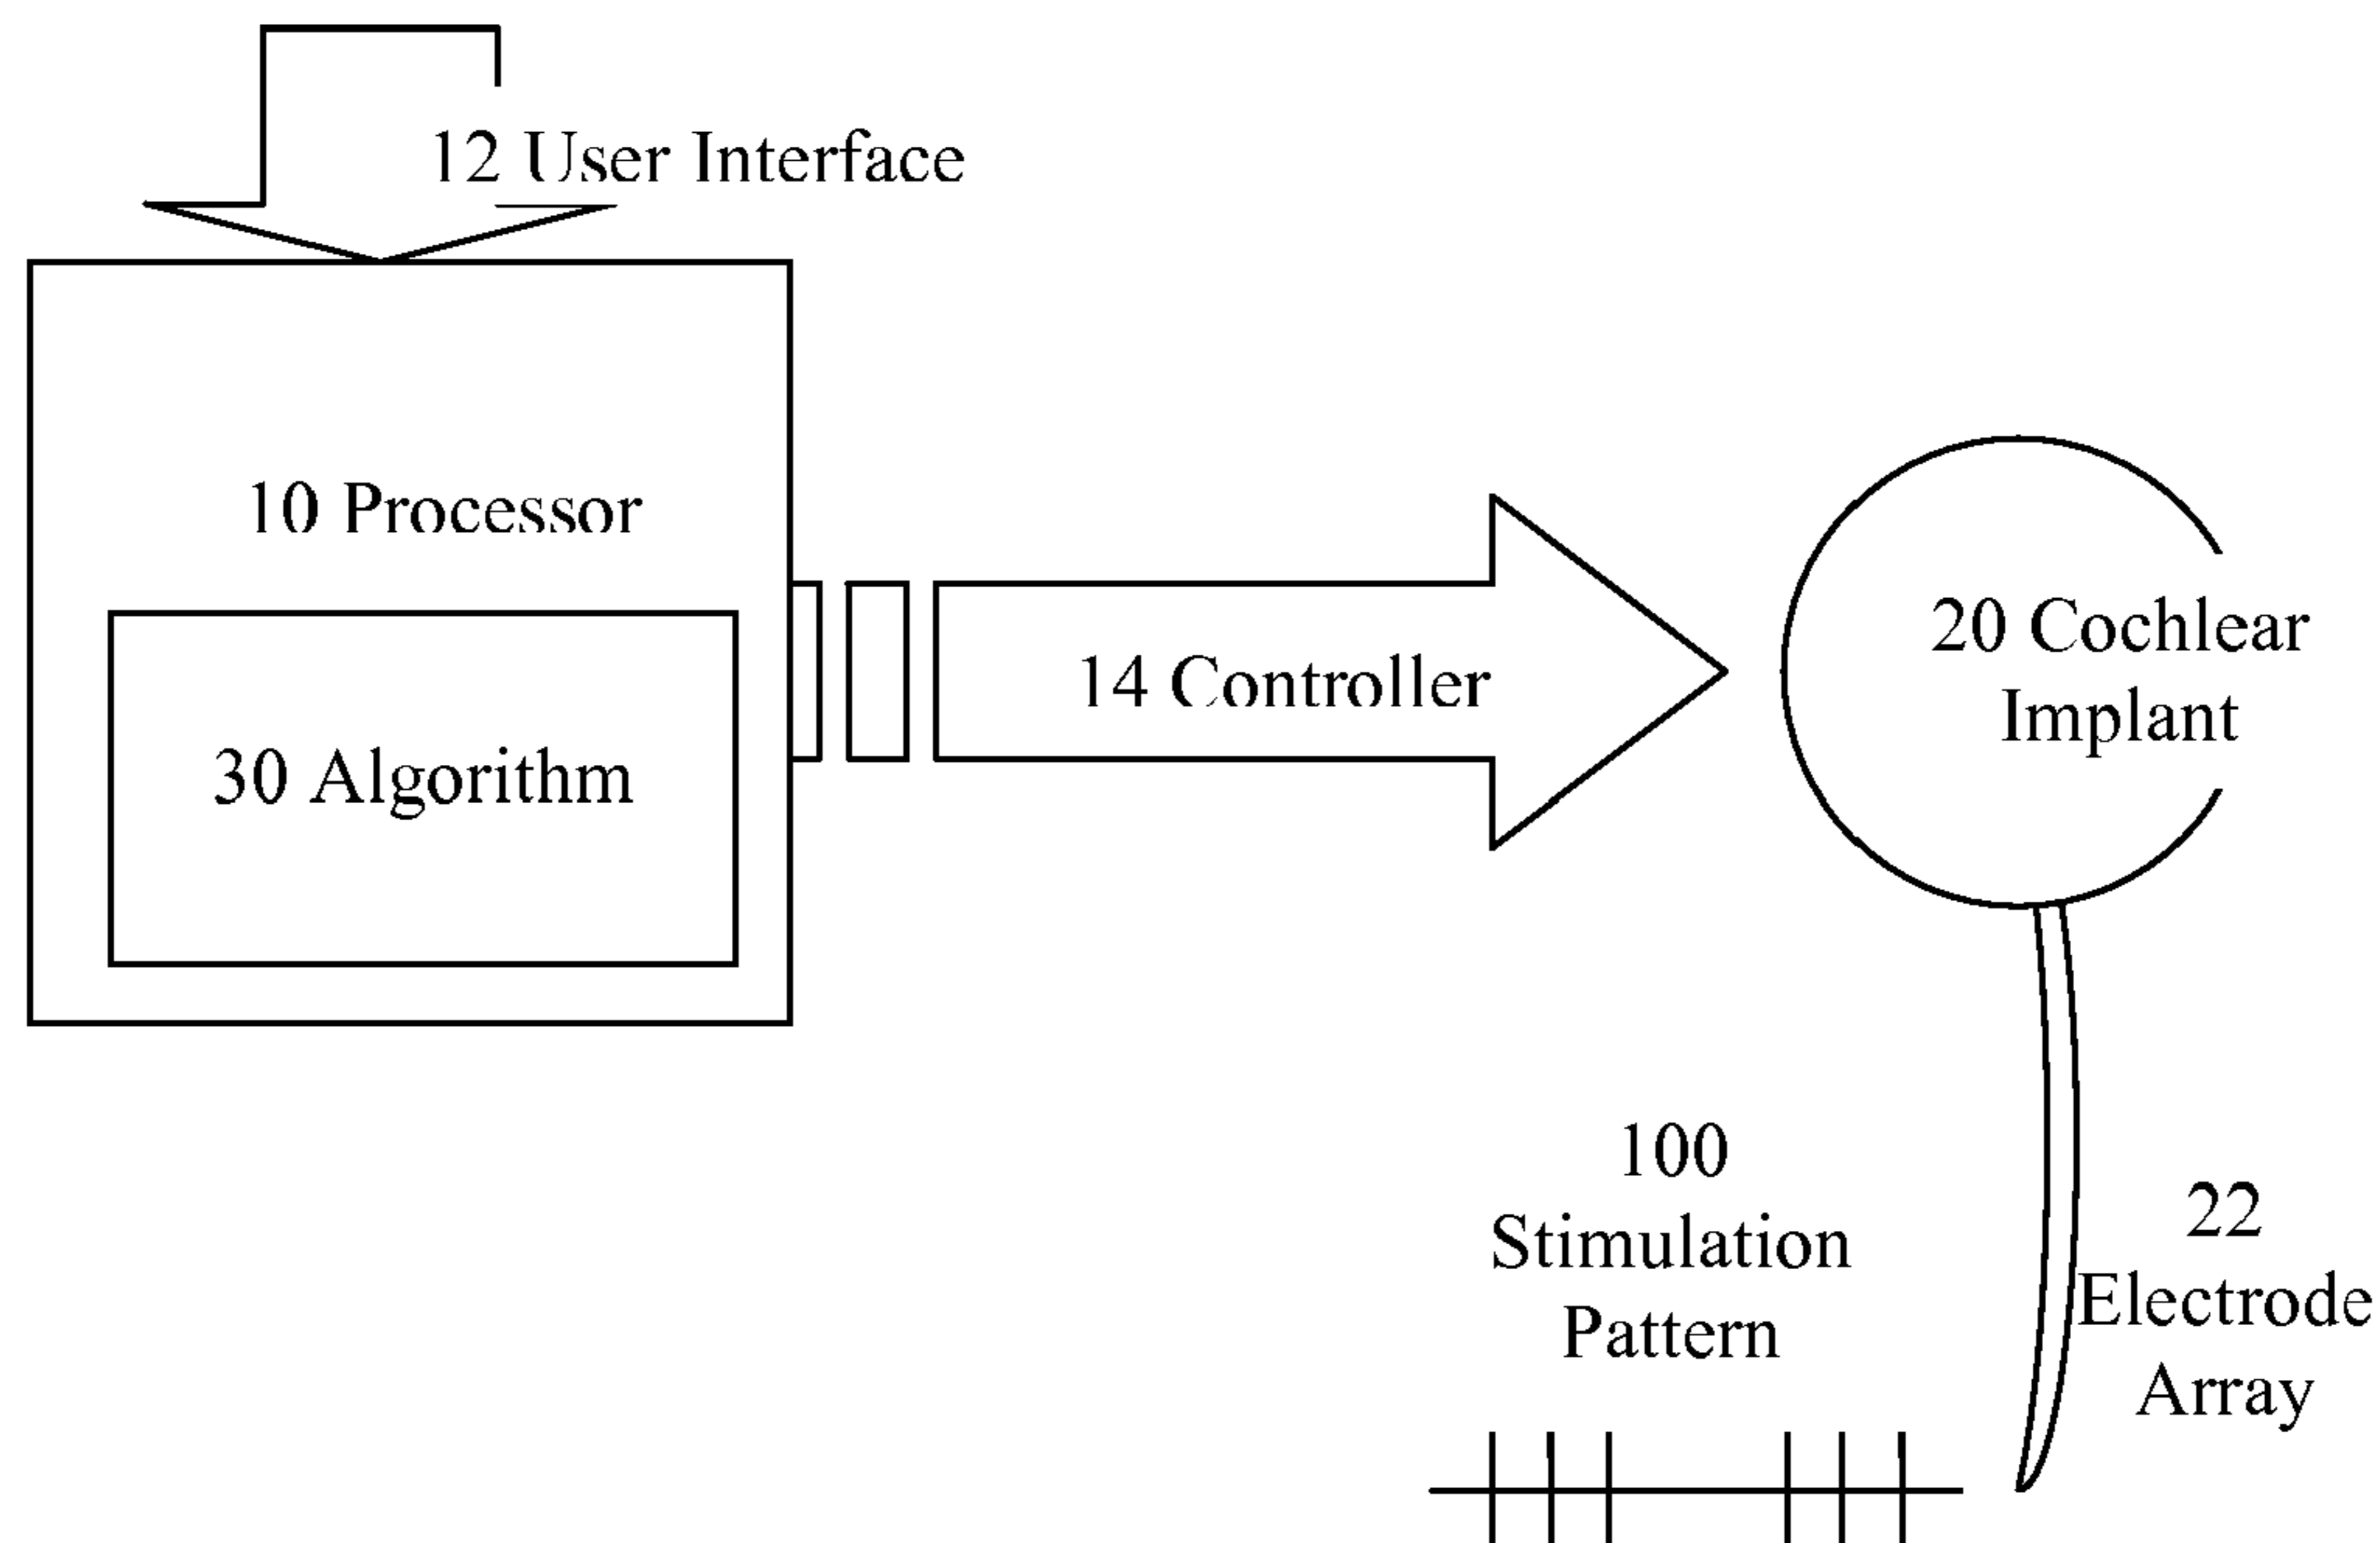 12 User Interface
10 Processor
30 Algorithm
14 Controller
20 Cochlear
Implant
100
Stimulation
Pattern
22
Electrode
Array